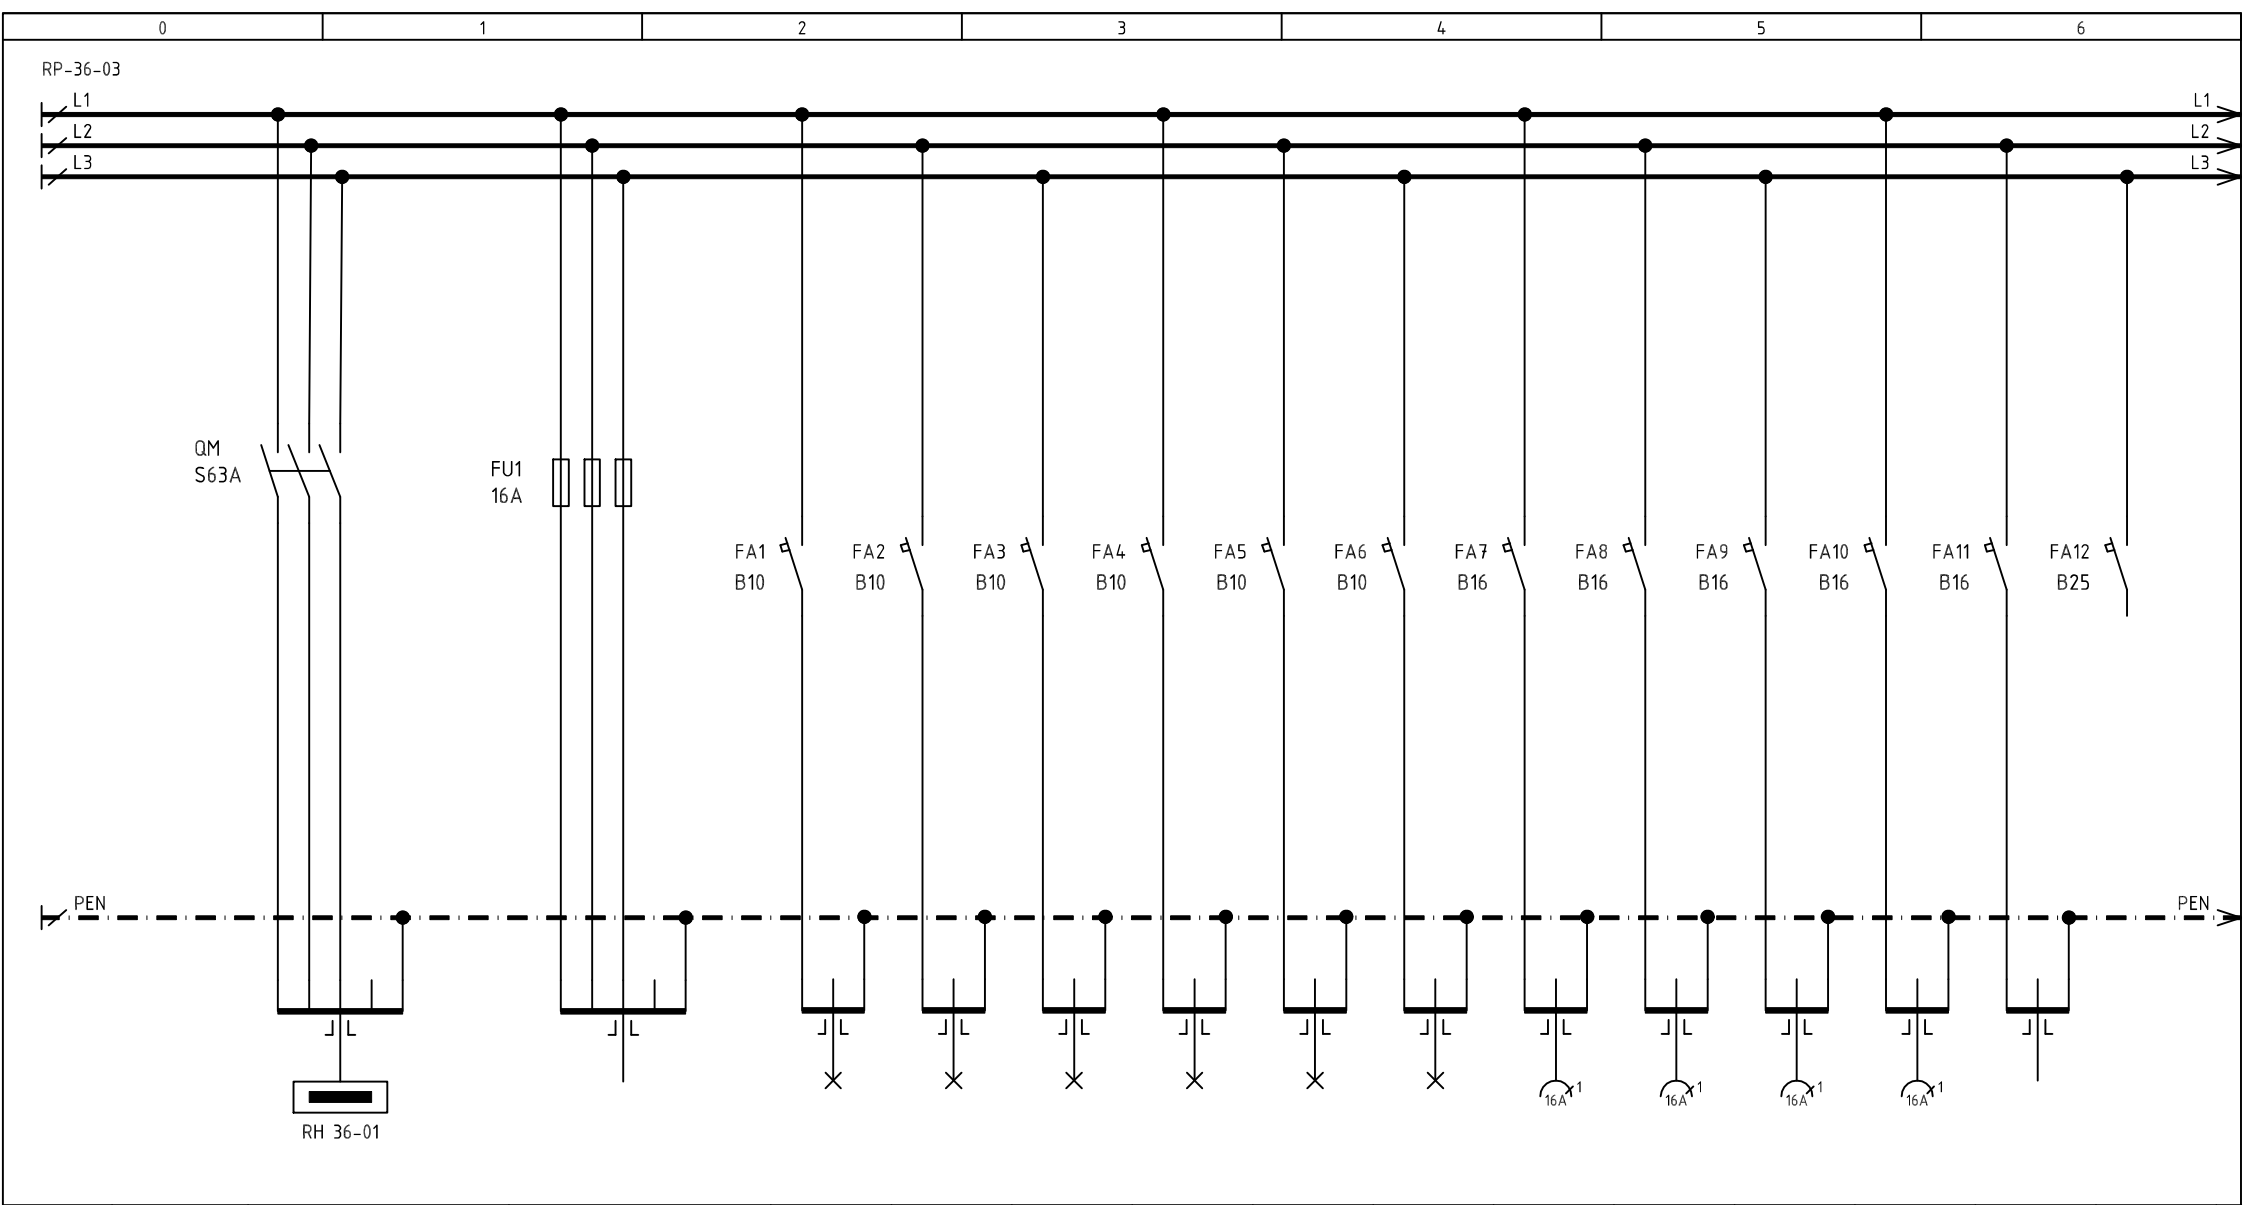 0 1 2 3 4 5 6
RP-36-03
L1 L1
L2 L2
L3 L3
QM
S63A
FU1
16A
FA1 FA2 FA3 FA4 FA5 FA6 FA7 FA8 FA9 FA10 FA11 FA12
B10 B10 B10 B10 B10 B10 B16 B16 B16 B16 B16 B25
PEN PEN
1 1 1 1
16A 16A 16A 16A
RH 36-01